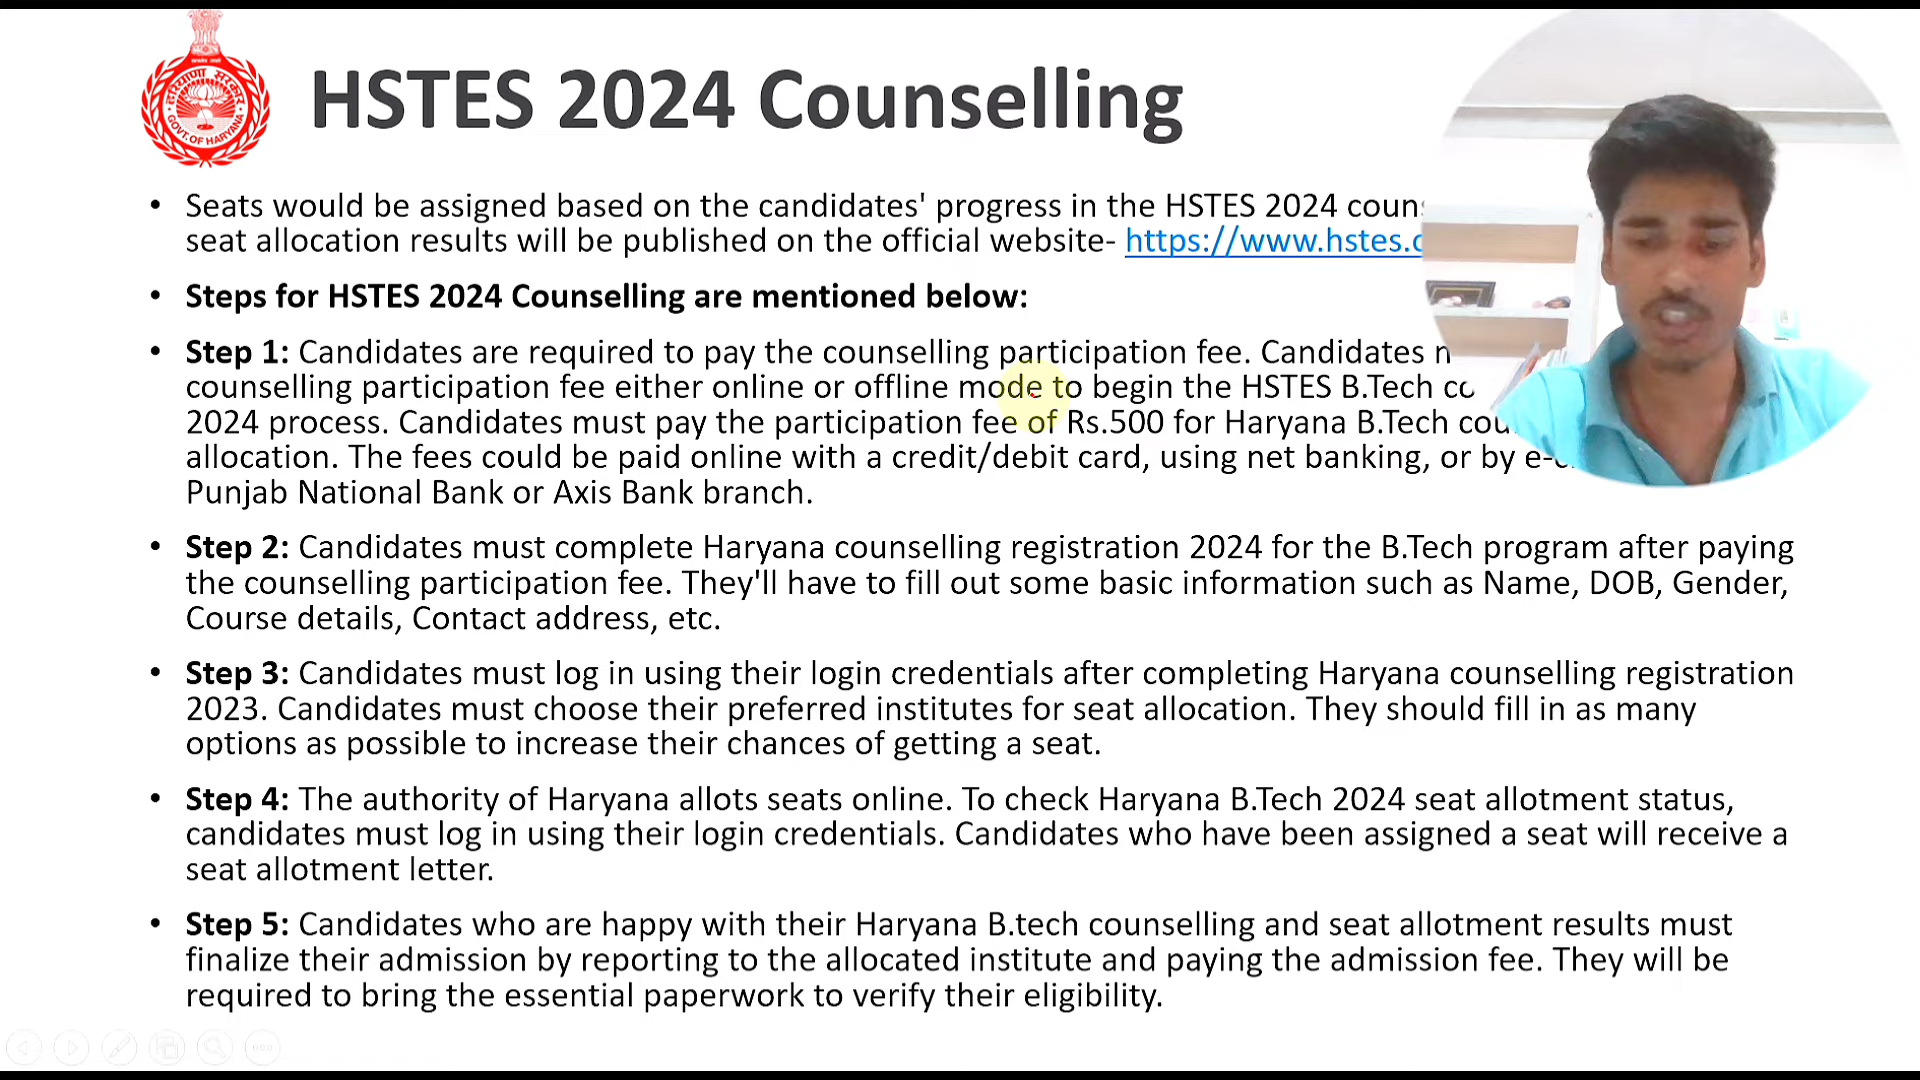 HSTES 2024 Counselling
हरियाणा सरकार
GOVT. OF HARYANA
• Seats would be assigned based on the candidates' progress in the HSTES 2024
seat allocation results will be published on the official website- https://www.hstes.
• Steps for HSTES 2024 Counselling are mentioned below:
• Step 1: Candidates are required to pay the counselling participation fee. Candidates
counselling participation fee either online or offline mode to begin the HSTES B.Tech
2024 process. Candidates must pay the participation fee of Rs.500 for Haryana B.Tech
allocation. The fees could be paid online with a credit/debit card, using net banking, or by
Punjab National Bank or Axis Bank branch.
• Step 2: Candidates must complete Haryana counselling registration 2024 for the B.Tech program after paying
the counselling participation fee. They'll have to fill out some basic information such as Name, DOB, Gender,
Course details, Contact address, etc.
• Step 3: Candidates must log in using their login credentials after completing Haryana counselling registration
2023. Candidates must choose their preferred institutes for seat allocation. They should fill in as many
options as possible to increase their chances of getting a seat.
• Step 4: The authority of Haryana allots seats online. To check Haryana B.Tech 2024 seat allotment status,
candidates must log in using their login credentials. Candidates who have been assigned a seat will receive a
seat allotment letter.
• Step 5: Candidates who are happy with their Haryana B.tech counselling and seat allotment results must
finalize their admission by reporting to the allocated institute and paying the admission fee. They will be
required to bring the essential paperwork to verify their eligibility.